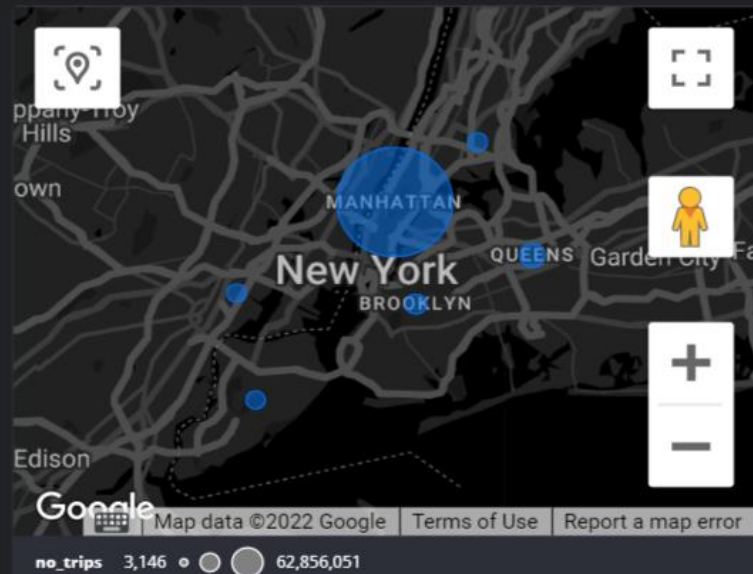 ppany-Troy
Hills
own
MANHATTAN
QUEENS
Garden City
Fa
New York
BROOKLYN
Edison
Google
Map data ©2022 Google
Terms of Use
Report a map error
no_trips 3,146 62,856,051